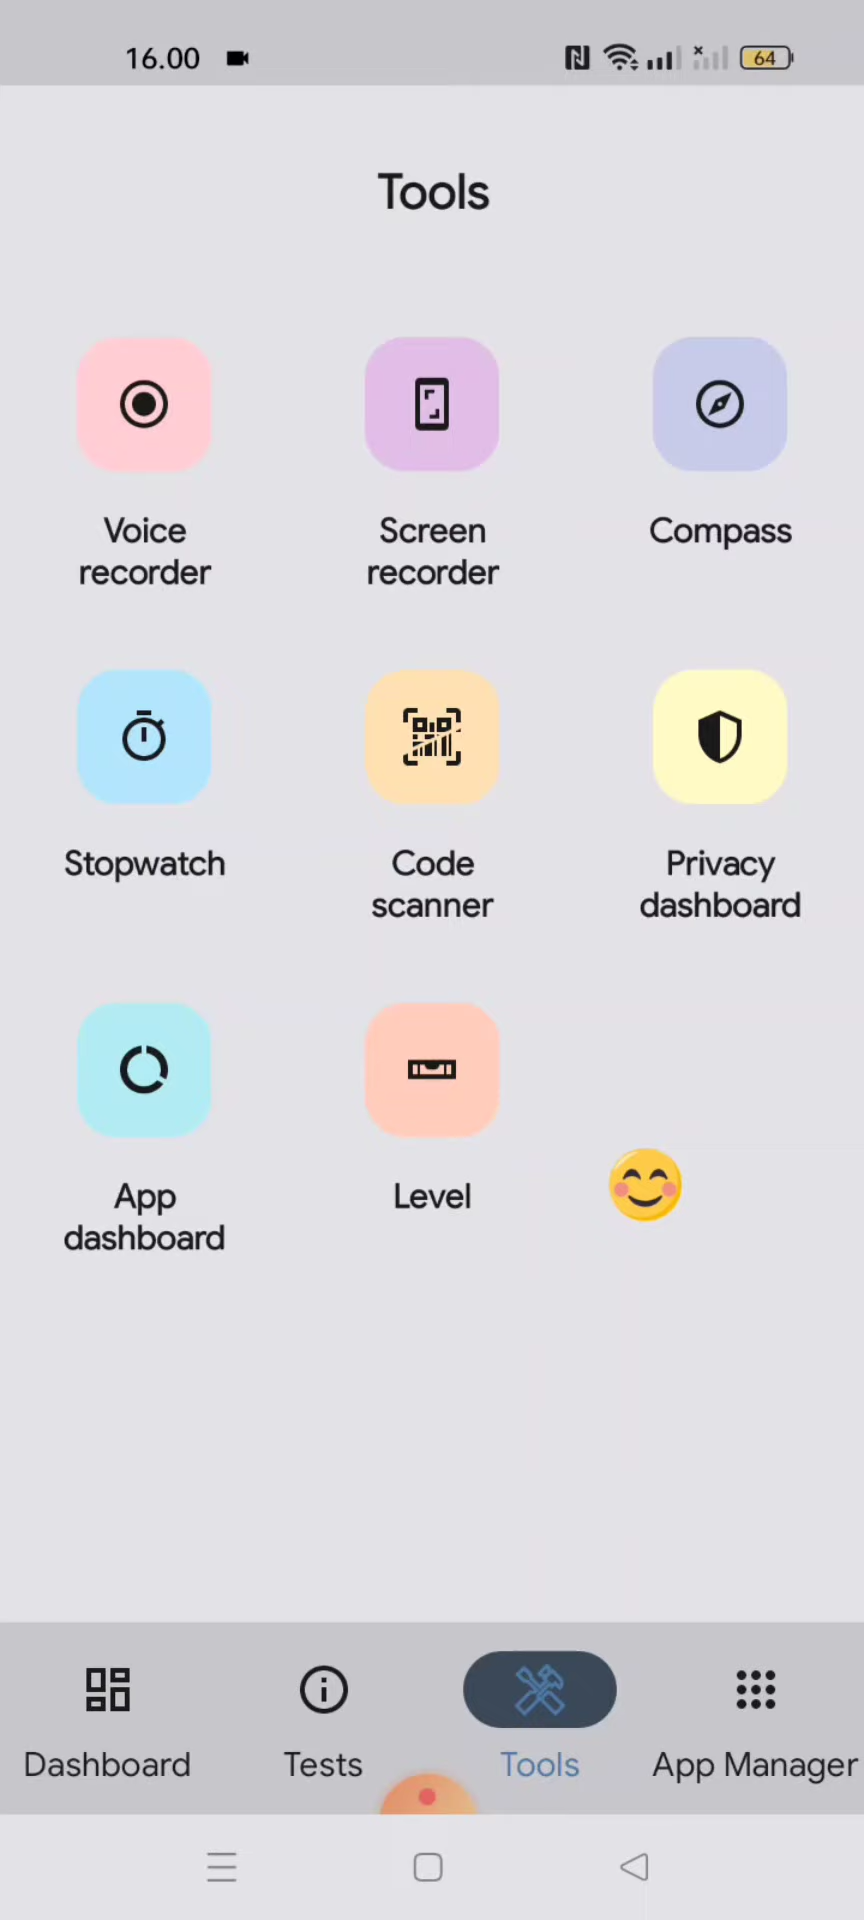 16.00
64
Tools
Voice
recorder
Screen
recorder
Compass
Stopwatch
Code
scanner
Privacy
dashboard
App
dashboard
Level
Dashboard
Tests
Tools
App Manager